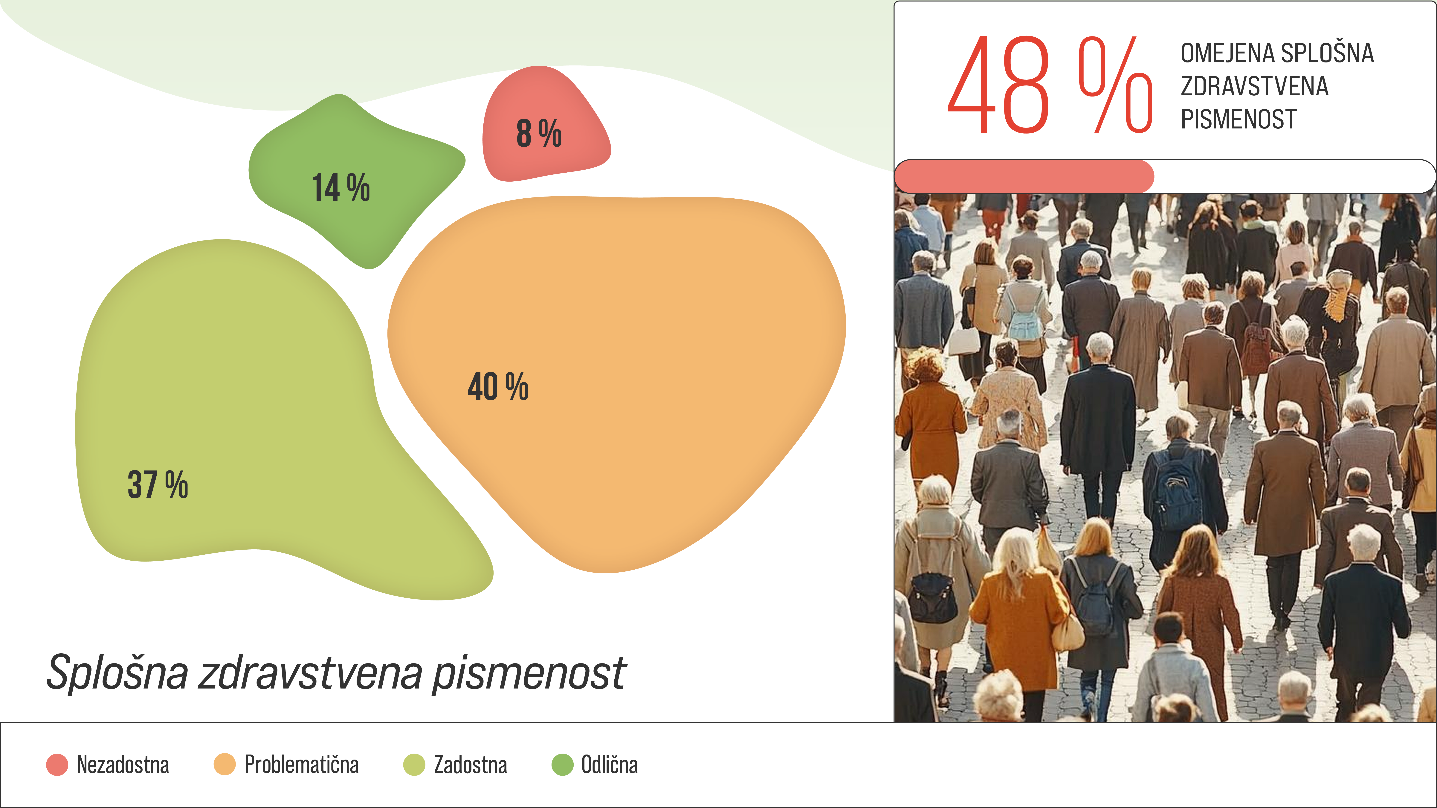 48 %
OMEJENA SPLOŠNA
ZDRAVSTVENA
PISMENOST
8 %
14 %
40 %
37 %
Splošna zdravstvena pismenost
Nezadostna
Problematična
Zadostna
Odlična